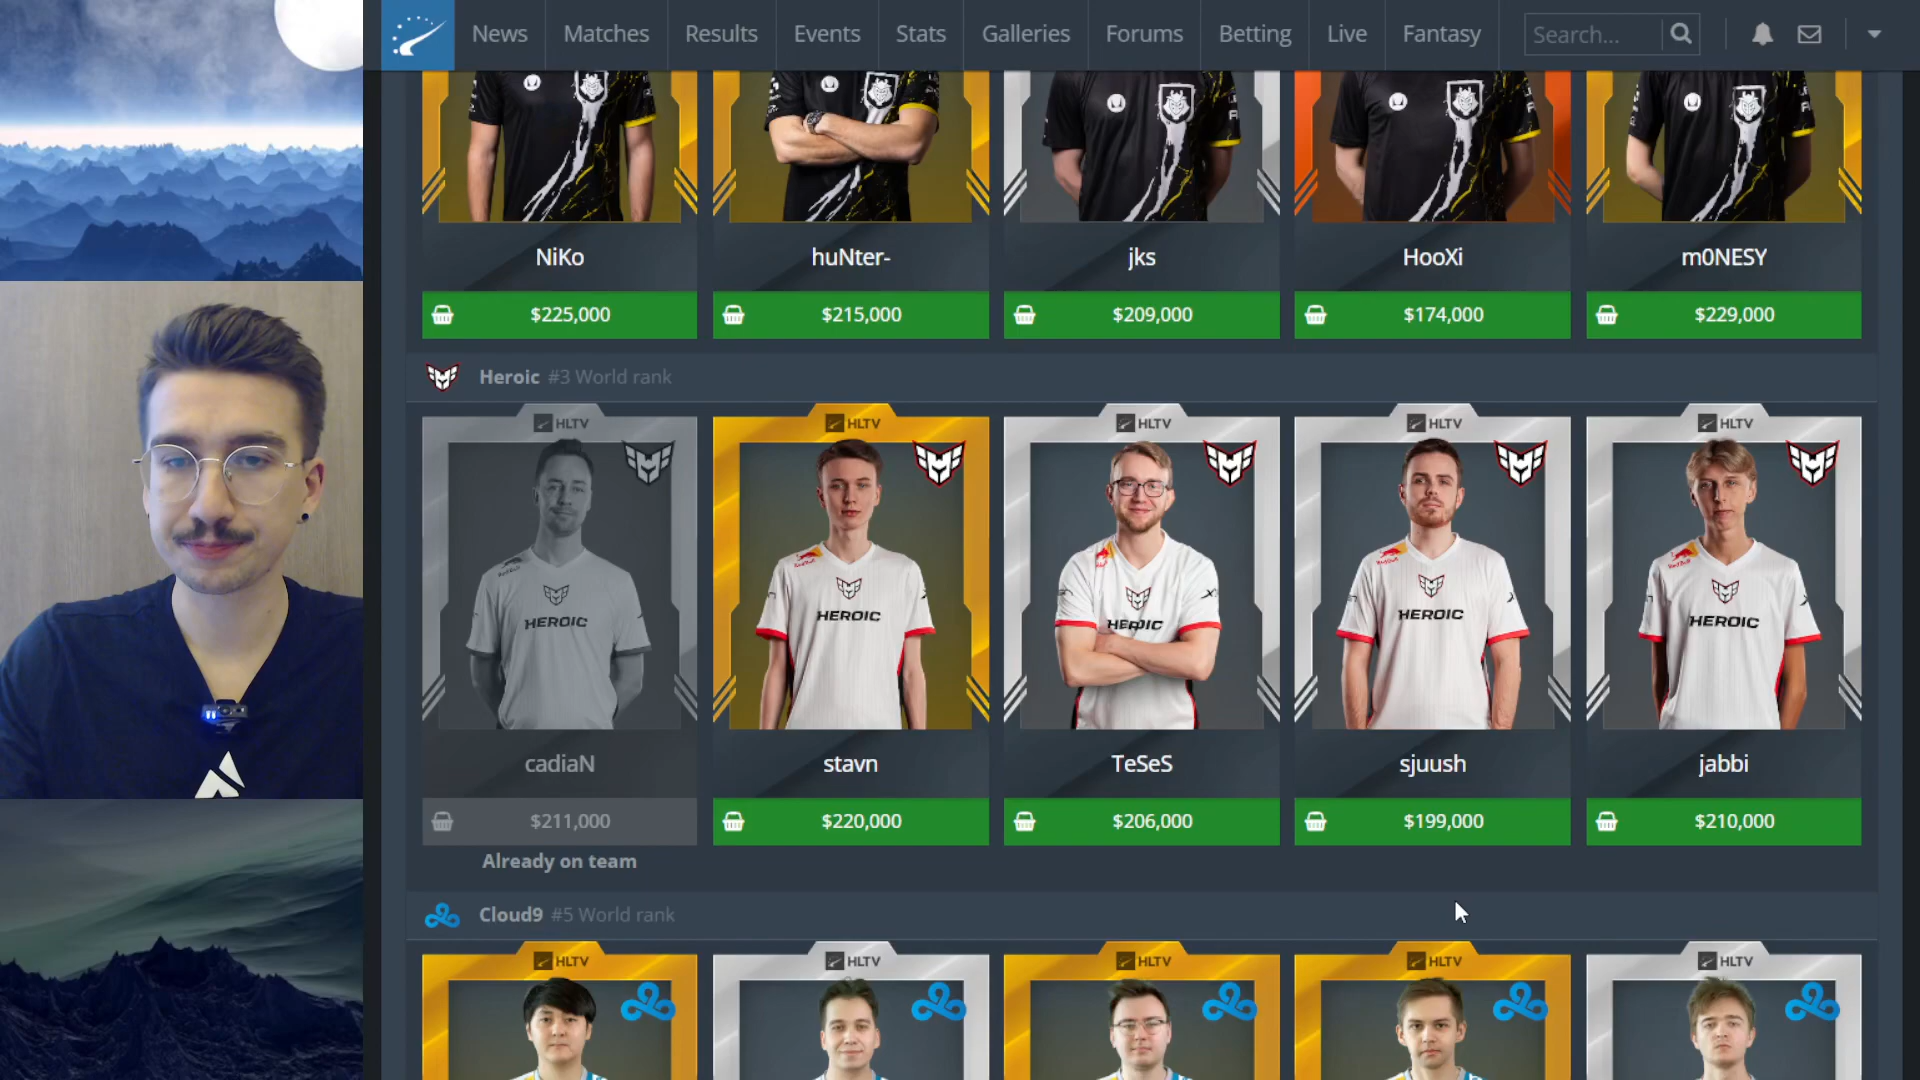 News Matches Results Events Stats Galleries Forums Betting Live Fantasy Search...
NiKo huNter- jks HooXi m0NESY
$225,000 $215,000 $209,000 $174,000 $229,000
Heroic #3 World rank
HLTV HLTV HLTV HLTV HLTV
HEROIC HEROIC HEROIC HEROIC HEROIC
cadiaN stavn TeSeS sjuush jabbi
$211,000 $220,000 $206,000 $199,000 $210,000
Already on team
Cloud9 #5 World rank
HLTV HLTV HLTV HLTV HLTV